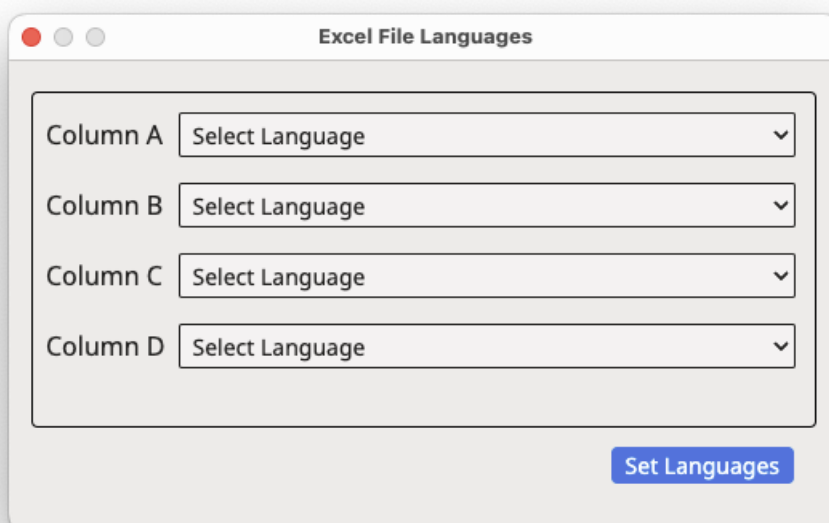 Excel File Languages
Column A Select Language
Column B Select Language
Column C Select Language
Column D Select Language
Set Languages